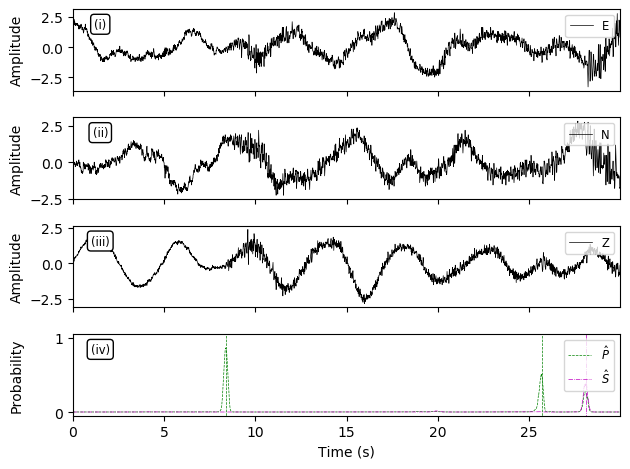 Amplitude
2.5
0.0
−2.5
(i)
E
Amplitude
2.5
0.0
−2.5
(ii)
N
Amplitude
2.5
0.0
−2.5
(iii)
Z
Probability
1
0
(iv)
P̂
Ŝ
0 5 10 15 20 25
Time (s)